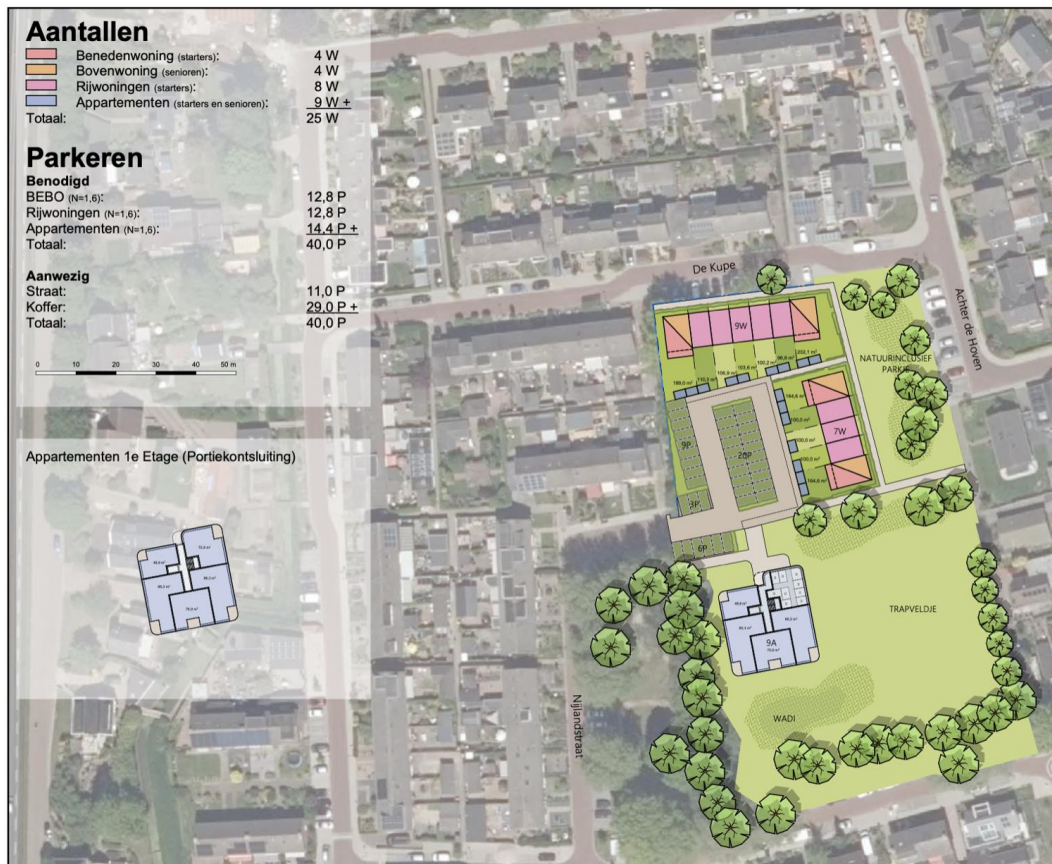 Aantallen
Benedenwoning (starters): 4 W
Bovenwoning (senioren): 4 W
Rijwoningen (starters): 8 W
Appartementen (starters en senioren): 9 W +
Totaal: 25 W
Parkeren
Benodigd
BEBO (N=1,6): 12,8 P
Rijwoningen (N=1,6): 12,8 P
Appartementen (N=1,6): 14,4 P +
Totaal: 40,0 P
Aanwezig
Straat: 11,0 P
Koffer: 29,0 P +
Totaal: 40,0 P
0 10 20 30 40 50 m
Appartementen 1e Etage (Portiekontsluiting)
De Kupe
Achter de Hoven
9W
NATUURINCLUSIEF
PARKJE
7W
9P
20P
6P
TRAPVELDJE
9A
WADI
Nijlandstraat